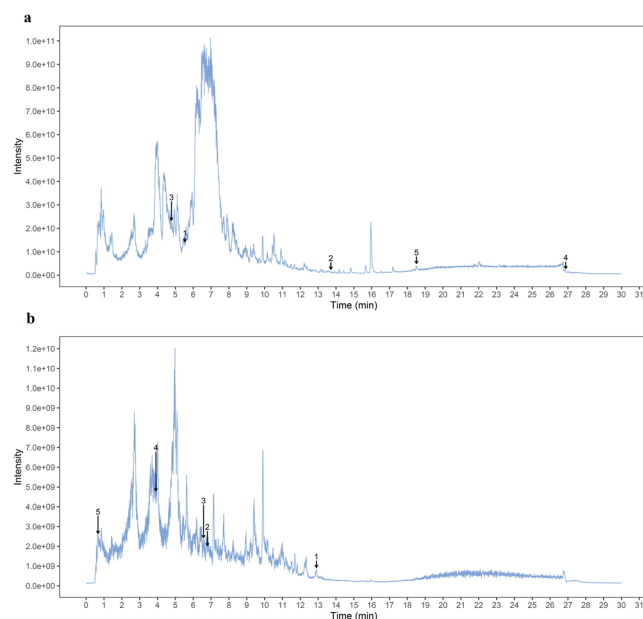 a
1.0e+11
9.0e+10
8.0e+10
7.0e+10
6.0e+10
5.0e+10
4.0e+10
3.0e+10
2.0e+10
1.0e+10
0.0e+00
Intensity
3
1
2
5
4
0 1 2 3 4 5 6 7 8 9 10 11 12 13 14 15 16 17 18 19 20 21 22 23 24 25 26 27 28 29 30 31
Time (min)
b
1.2e+10
1.1e+10
1.0e+10
9.0e+09
8.0e+09
7.0e+09
6.0e+09
5.0e+09
4.0e+09
3.0e+09
2.0e+09
1.0e+09
0.0e+00
Intensity
5
4
3
2
1
0 1 2 3 4 5 6 7 8 9 10 11 12 13 14 15 16 17 18 19 20 21 22 23 24 25 26 27 28 29 30 31
Time (min)